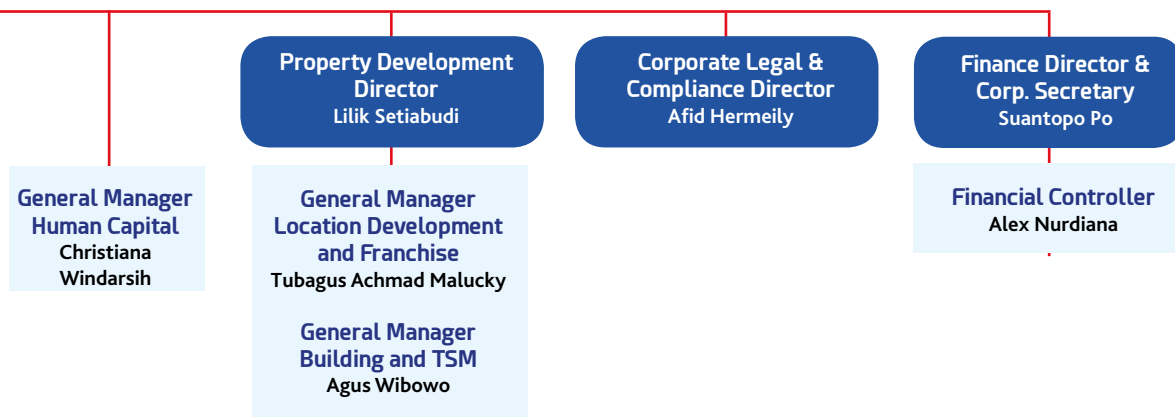 Property Development
Director
Lilik Setiabudi
Corporate Legal &
Compliance Director
Afid Hermeily
Finance Director &
Corp. Secretary
Suantopo Po
General Manager
Human Capital
Christiana
Windarsih
General Manager
Location Development
and Franchise
Tubagus Achmad Malucky
General Manager
Building and TSM
Agus Wibowo
Financial Controller
Alex Nurdiana